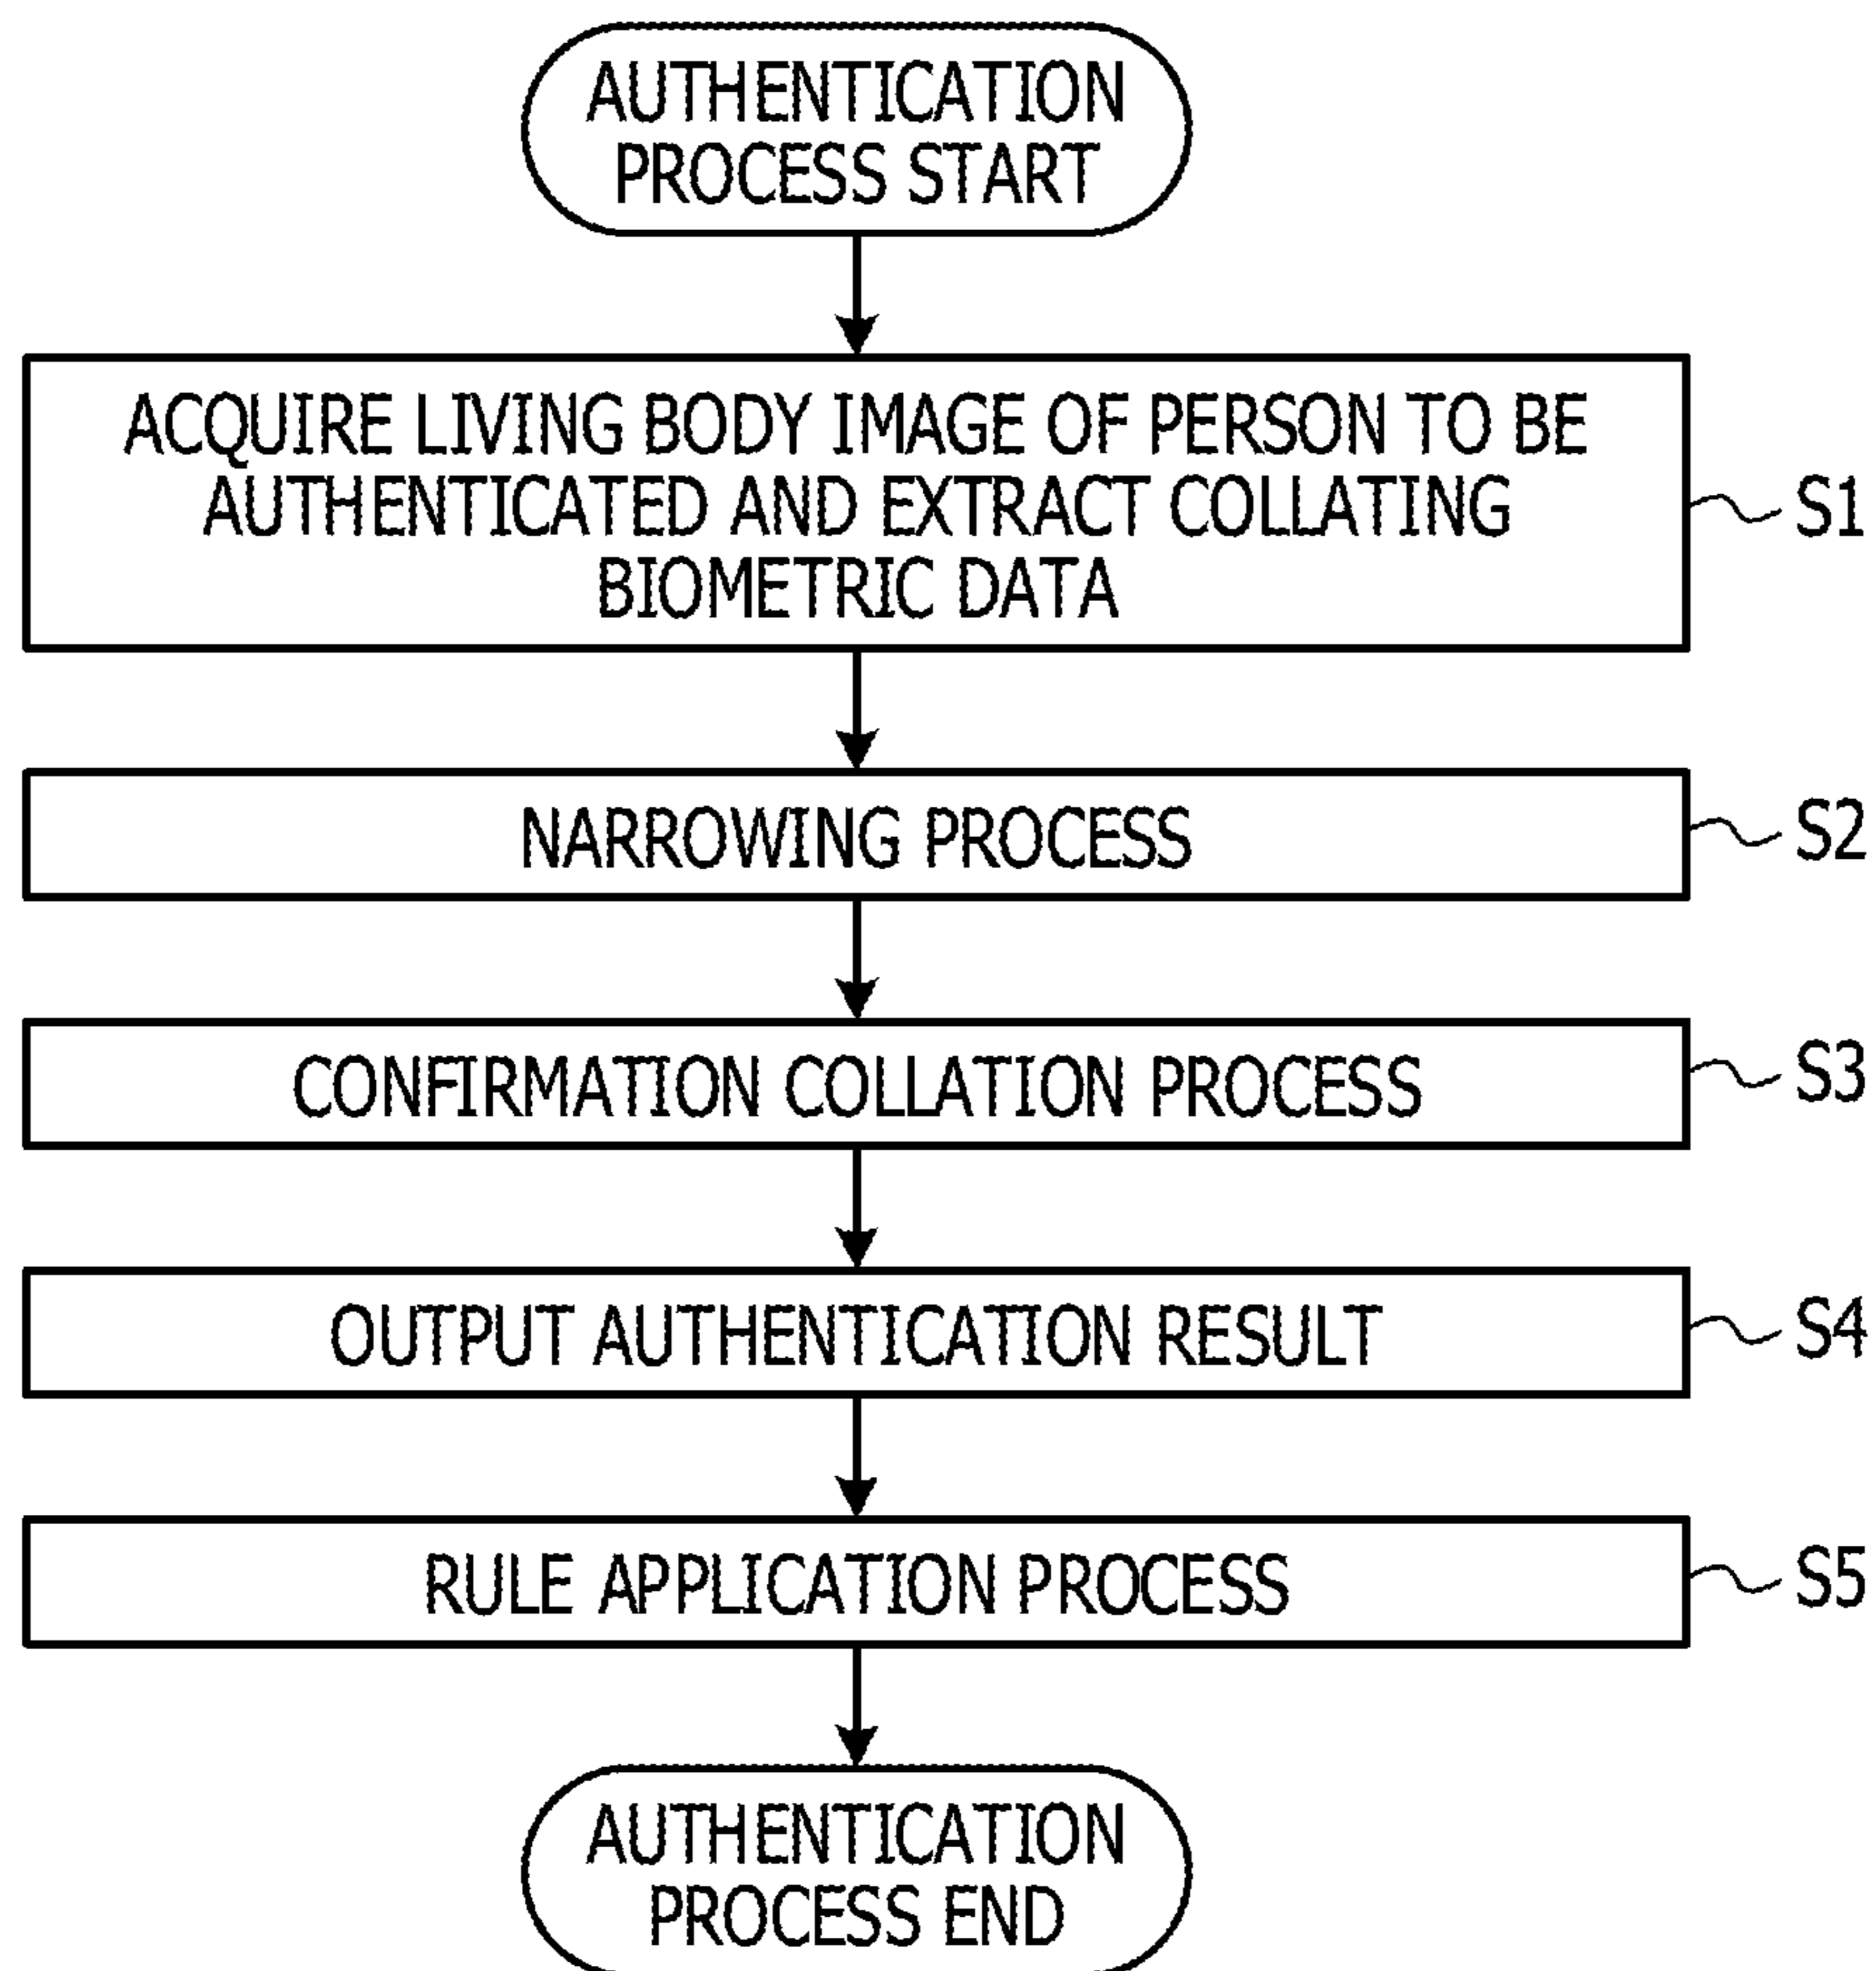 AUTHENTICATION
PROCESS START
ACQUIRE LIVING BODY IMAGE OF PERSON TO BE
AUTHENTICATED AND EXTRACT COLLATING
BIOMETRIC DATA
S1
NARROWING PROCESS
S2
CONFIRMATION COLLATION PROCESS
S3
OUTPUT AUTHENTICATION RESULT
S4
RULE APPLICATION PROCESS
S5
AUTHENTICATION
PROCESS END